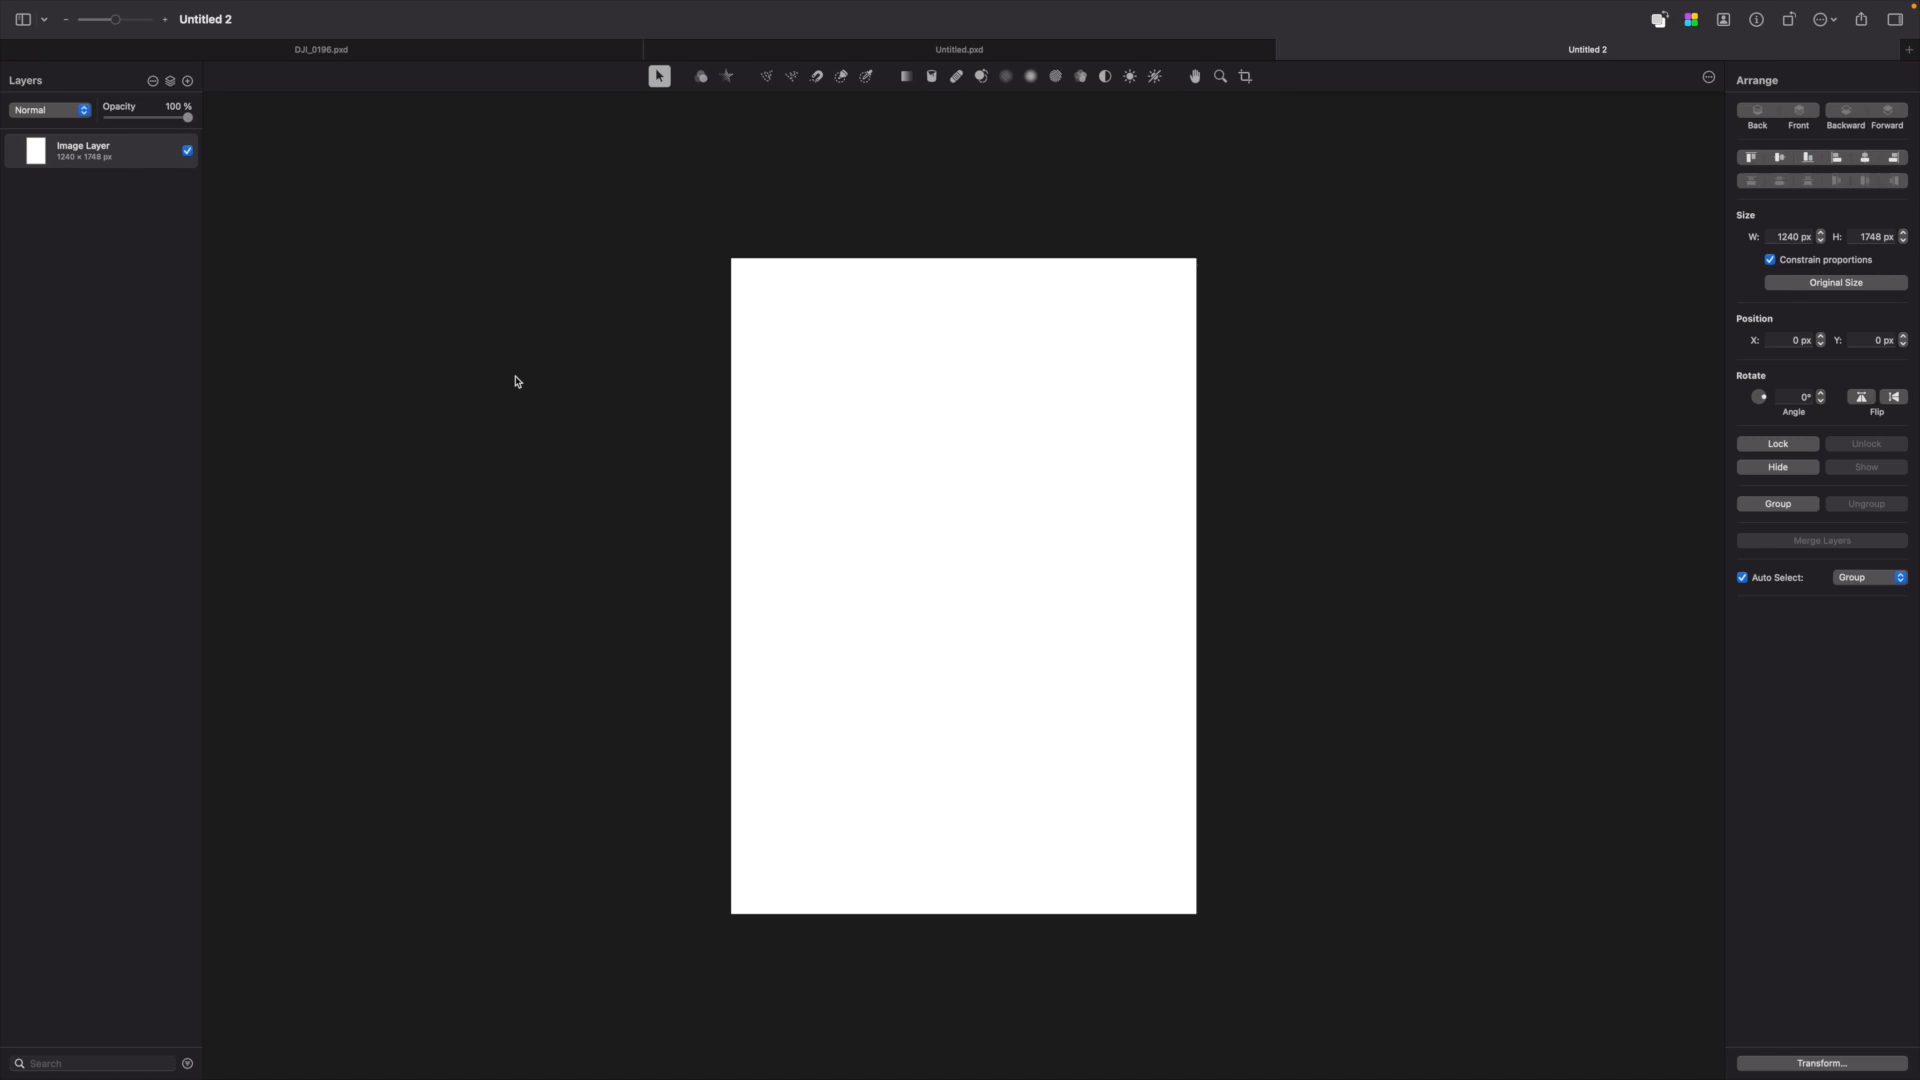 Untitled 2
DJI_0196.pxd
Untitled.pxd
Untitled 2
Layers
Normal
Opacity 100 %
Image Layer
1240 × 1748 px
Search
Arrange
Back Front Backward Forward
Size
W: 1240 px H: 1748 px
Constrain proportions
Original Size
Position
X: 0 px Y: 0 px
Rotate
0°
Angle Flip
Lock Unlock
Hide Show
Group Ungroup
Merge Layers
Auto Select: Group
Transform...